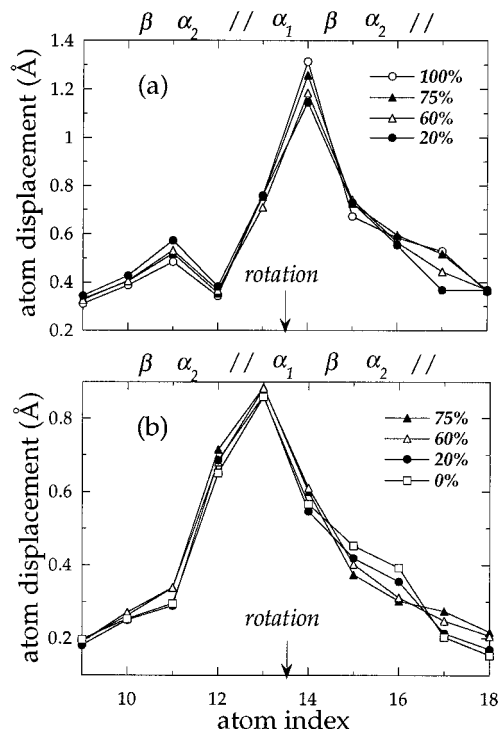 β α₂ // α₁ β α₂ //
1.4
(a)
100%
75%
60%
20%
1.2
1
0.8
0.6
0.4
0.2
atom displacement (Å)
rotation
β α₂ // α₁ β α₂ //
(b)
75%
60%
20%
0%
0.8
0.6
0.4
0.2
atom displacement (Å)
rotation
10 12 14 16 18
atom index